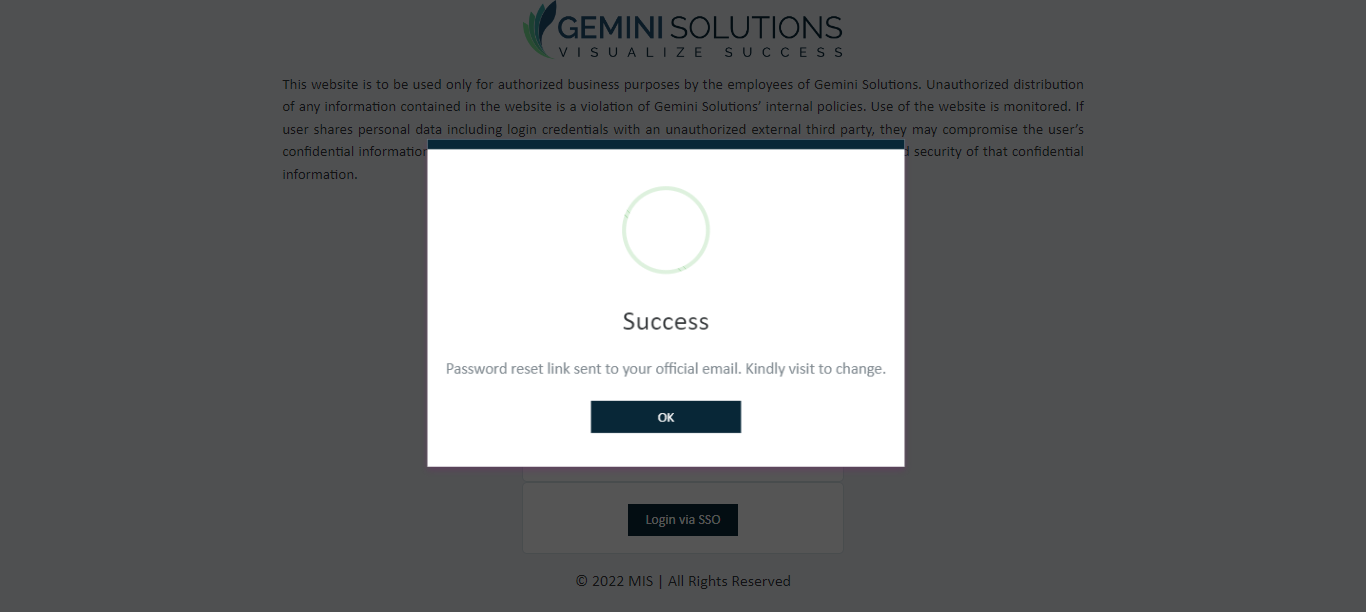 GEMINI SOLUTIONS
VISUALIZE SUCCESS
This website is to be used only for authorized business purposes by the employees of Gemini Solutions. Unauthorized distribution
of any information contained in the website is a violation of Gemini Solutions’ internal policies. Use of the website is monitored. If
user shares personal data including login credentials with an unauthorized external third party, they may compromise the user’s
confidential information security of that confidential
information.
Success
Password reset link sent to your official email. Kindly visit to change.
OK
Login via SSO
© 2022 MIS | All Rights Reserved